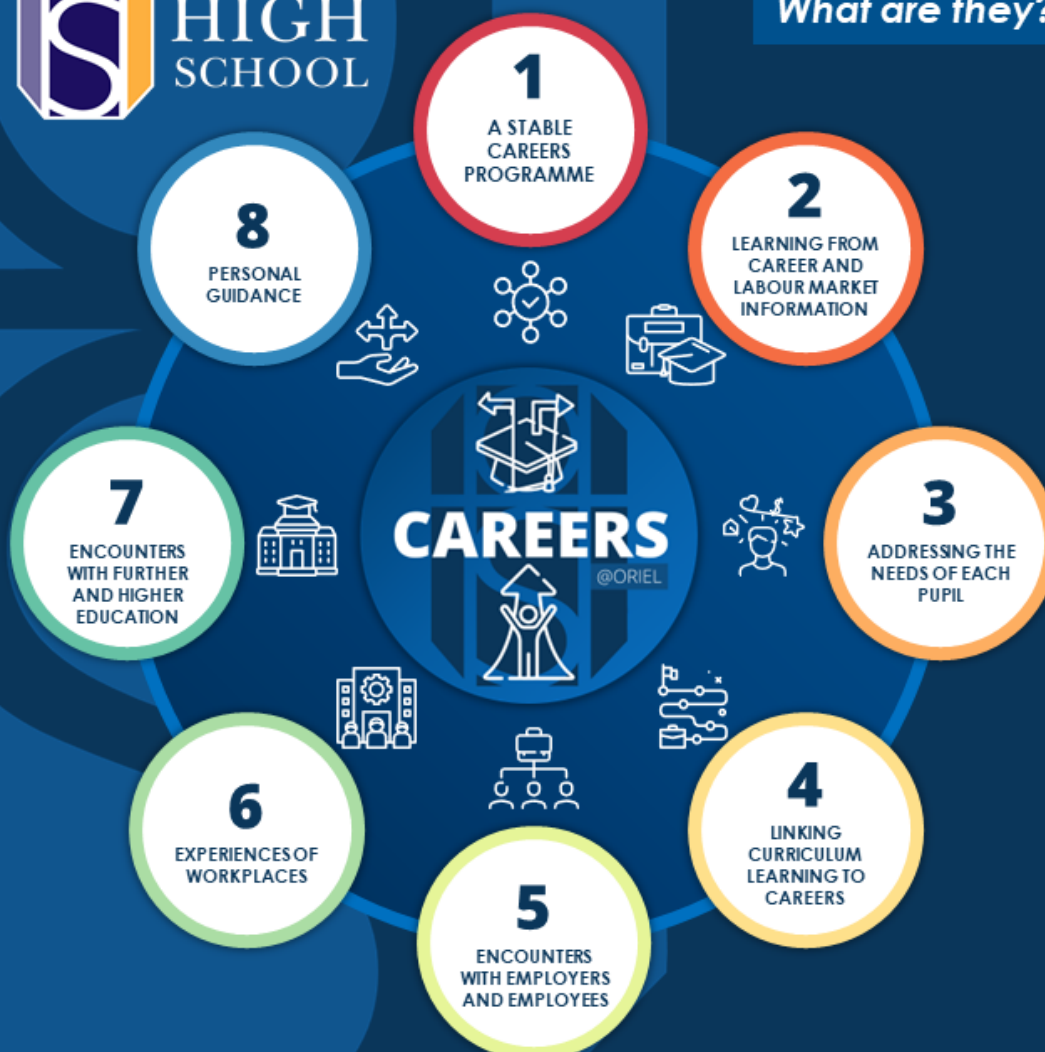 HIGH
SCHOOL
What are they?
1
A STABLE
CAREERS
PROGRAMME
2
LEARNING FROM
CAREER AND
LABOUR MARKET
INFORMATION
3
ADDRESSING THE
NEEDS OF EACH
PUPIL
4
LINKING
CURRICULUM
LEARNING TO
CAREERS
5
ENCOUNTERS
WITH EMPLOYERS
AND EMPLOYEES
6
EXPERIENCES OF
WORKPLACES
7
ENCOUNTERS
WITH FURTHER
AND HIGHER
EDUCATION
8
PERSONAL
GUIDANCE
CAREERS
@ORIEL